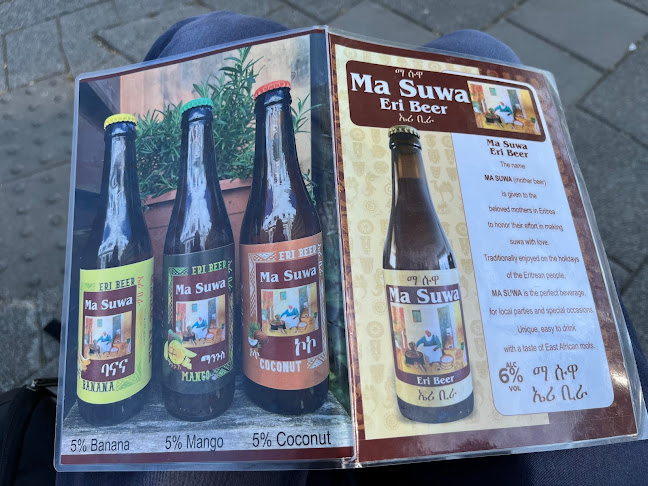 ERI BEER
Ma Suwa
ባናና
BANANA
ERI BEER
Ma Suwa
ማንጉስ
MANGO
ERI BEER
Ma Suwa
ኮኮ
COCONUT
5% Banana
5% Mango
5% Coconut
ማ ሱዋ
Ma Suwa
Eri Beer
ኤሪ ቢራ
ማ ሱዋ
Ma Suwa
Eri Beer
ኤሪ ቢራ
Ma Suwa
Eri Beer
The name
MA SUWA (mother beer)
is given to the
beloved mothers in Eritrea
to honor their effort in making
suwa with love.
Traditionally enjoyed on the holidays
of the Eritrean people.
MA SUWA is the perfect beverage,
for local parties and special occasions.
Unique, easy to drink
with a taste of East African roots.
ALC
6%
VOL
ማ ሱዋ
ኤሪ ቢራ